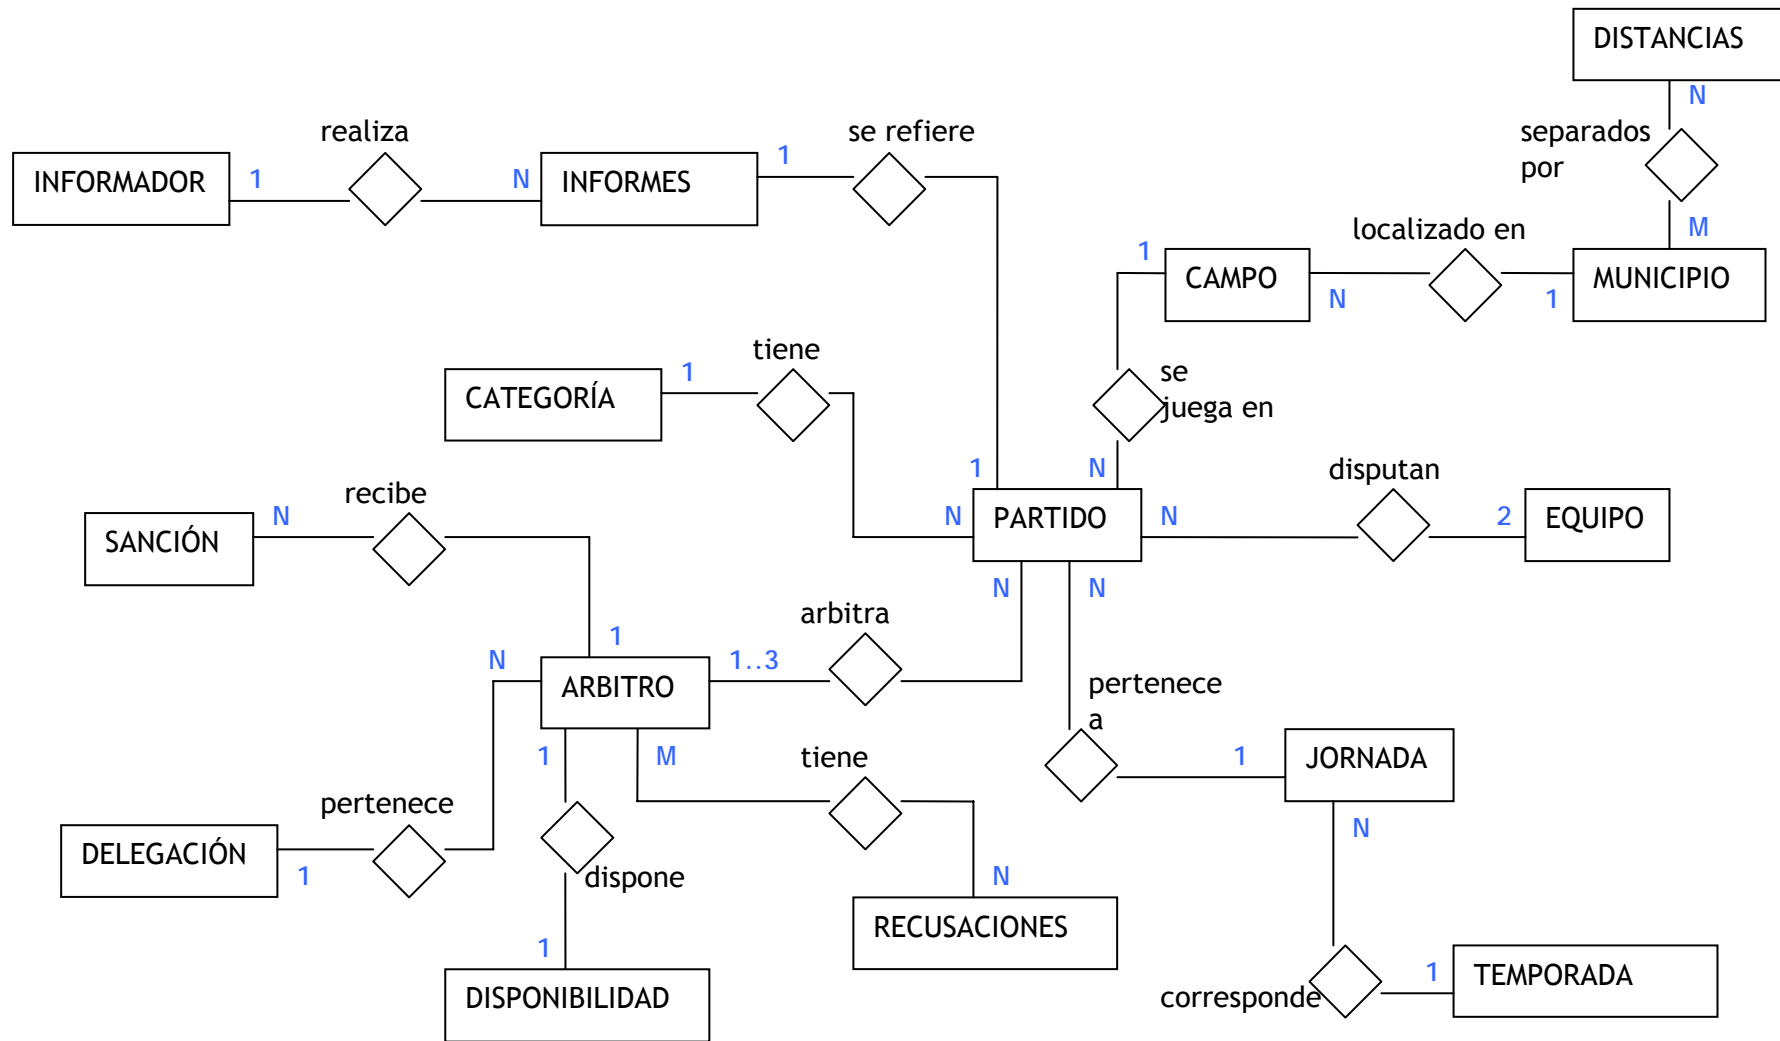 DISTANCIAS
N
realiza
se refiere
separados
por
1
INFORMADOR
1
N
INFORMES
M
localizado en
1
CAMPO
N
1
MUNICIPIO
tiene
1
CATEGORÍA
se
juega en
1
N
disputan
recibe
N
SANCIÓN
N
PARTIDO
N
2
EQUIPO
N
N
arbitra
1
N
1..3
ARBITRO
pertenece
a
1
M
tiene
1
JORNADA
pertenece
N
DELEGACIÓN
1
dispone
N
RECUSACIONES
1
DISPONIBILIDAD
1
TEMPORADA
corresponde